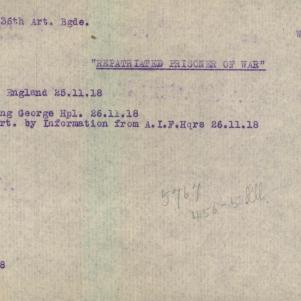 36th Art. Bgde.
W
"REPATRIATED PRISONER OF WAR"
England 25.11.18
ng George Hpl. 26.11.18
rt. by Information from A.I.F.Hqrs 26.11.18
5767
8